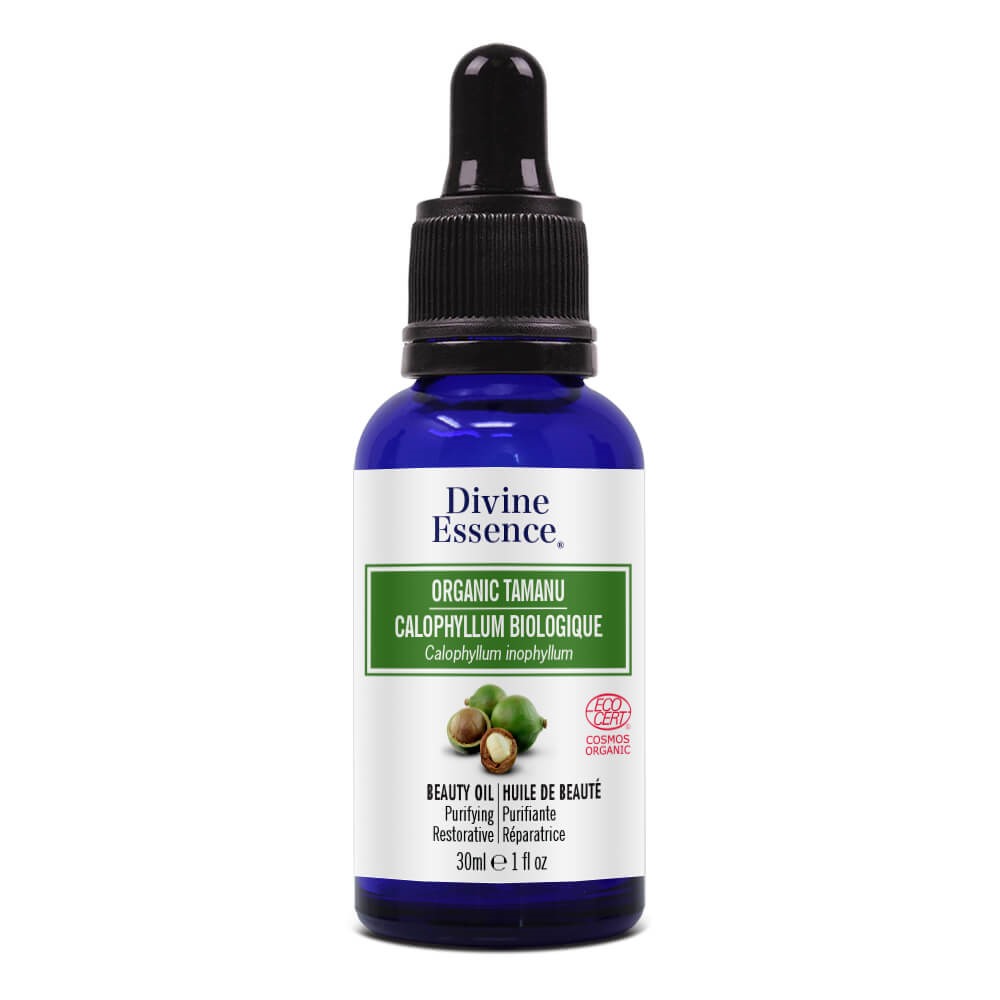 Divine
Essence®
ORGANIC TAMANU
CALOPHYLLUM BIOLOGIQUE
Calophyllum inophyllum
ECO
CERT®
COSMOS
ORGANIC
BEAUTY OIL | HUILE DE BEAUTÉ
Purifying | Purifiante
Restorative | Réparatrice
30ml ℮ 1 fl oz